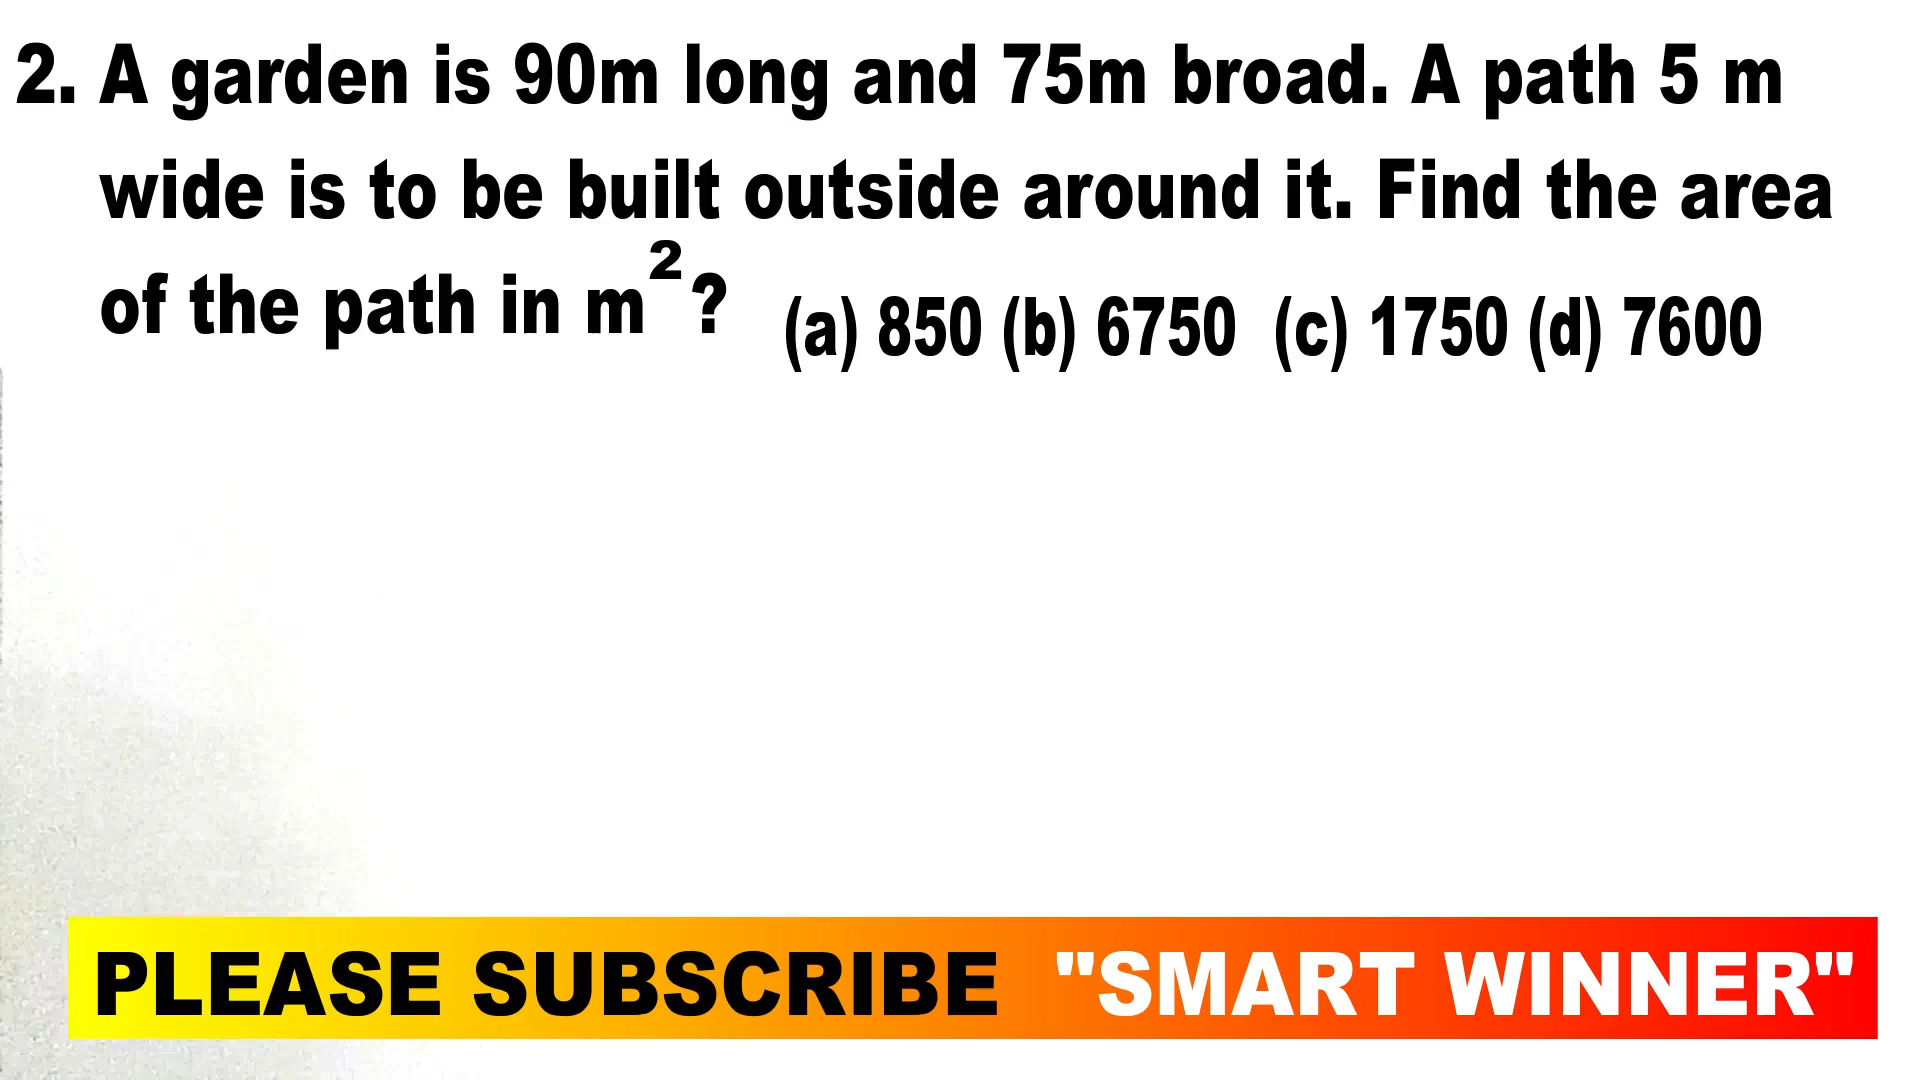 2. A garden is 90m long and 75m broad. A path 5 m
wide is to be built outside around it. Find the area
of the path in m²? (a) 850 (b) 6750 (c) 1750 (d) 7600
PLEASE SUBSCRIBE "SMART WINNER"